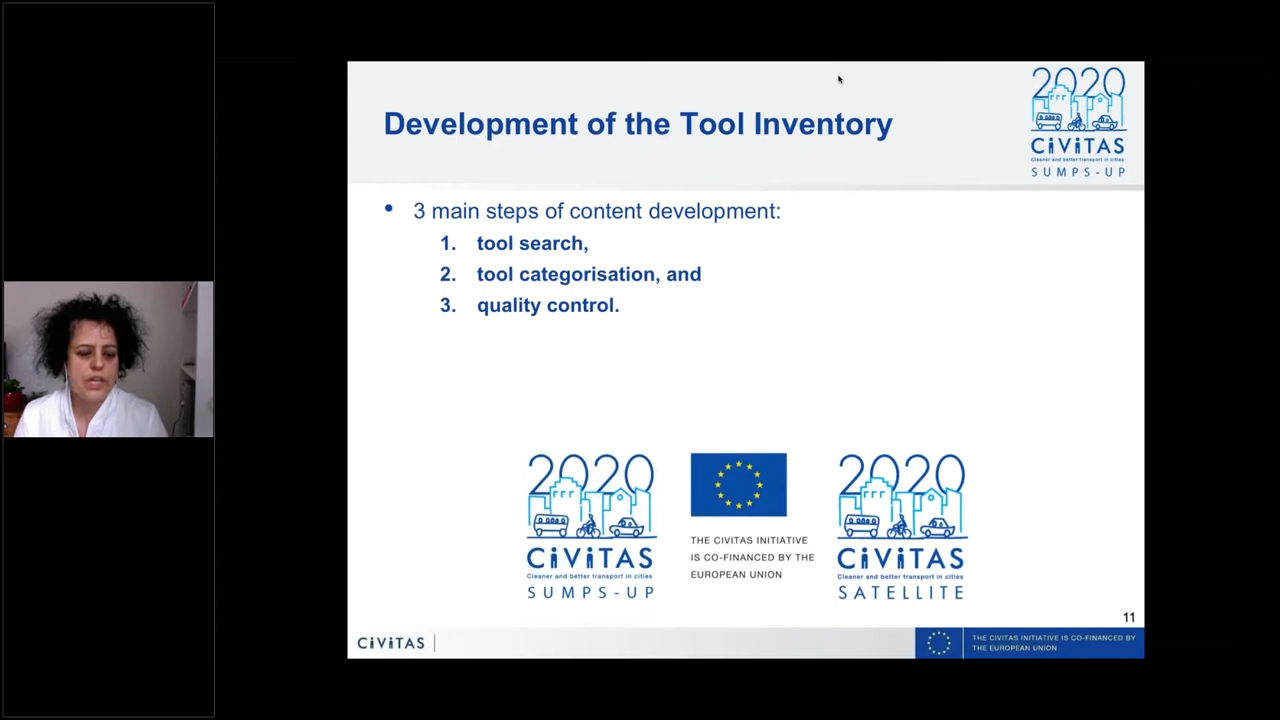 Development of the Tool Inventory
2020
CiViTAS
Cleaner and better transport in cities
SUMPS-UP
• 3 main steps of content development:
1. tool search,
2. tool categorisation, and
3. quality control.
2020
CiViTAS
Cleaner and better transport in cities
SUMPS-UP
THE CIVITAS INITIATIVE
IS CO-FINANCED BY THE
EUROPEAN UNION
2020
CiViTAS
Cleaner and better transport in cities
SATELLITE
11
CiViTAS
THE CIVITAS INITIATIVE IS CO-FINANCED BY
THE EUROPEAN UNION